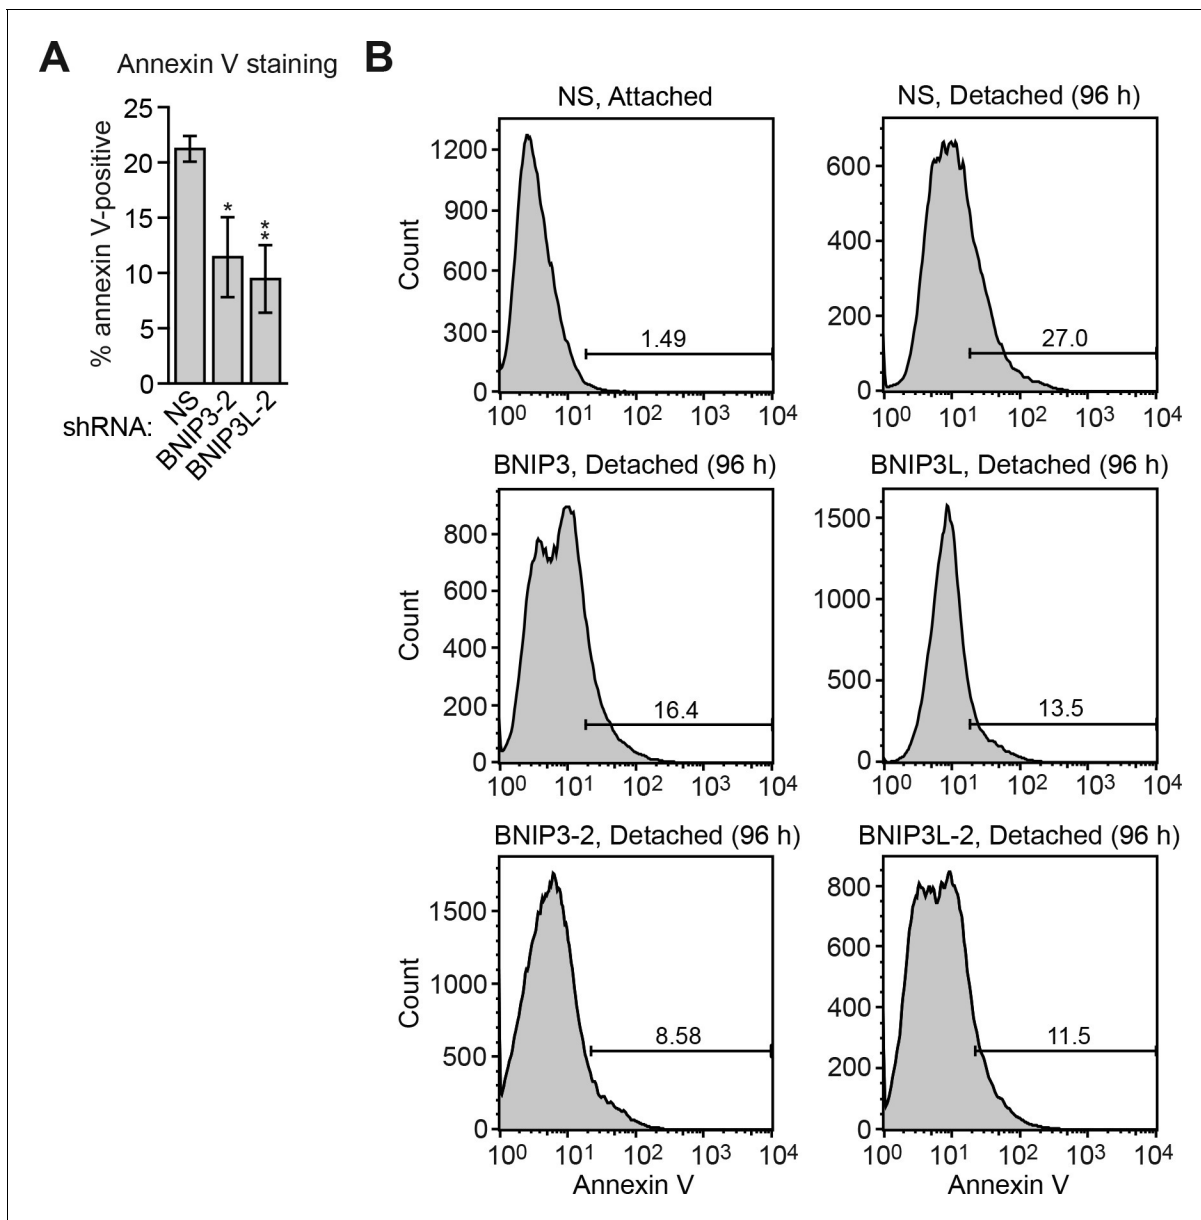 A
Annexin V staining
% annexin V-positive
25
20
15
10
5
0
*
*
*
shRNA:
NS
BNIP3-2
BNIP3L-2
B
NS, Attached
Count
1200
900
600
300
0
1.49
10⁰ 10¹ 10² 10³ 10⁴
NS, Detached (96 h)
600
400
200
0
27.0
10⁰ 10¹ 10² 10³ 10⁴
BNIP3, Detached (96 h)
Count
800
600
400
200
0
16.4
10⁰ 10¹ 10² 10³ 10⁴
BNIP3L, Detached (96 h)
1500
1000
500
0
13.5
10⁰ 10¹ 10² 10³ 10⁴
BNIP3-2, Detached (96 h)
Count
1500
1000
500
0
8.58
10⁰ 10¹ 10² 10³ 10⁴
Annexin V
BNIP3L-2, Detached (96 h)
800
600
400
200
0
11.5
10⁰ 10¹ 10² 10³ 10⁴
Annexin V